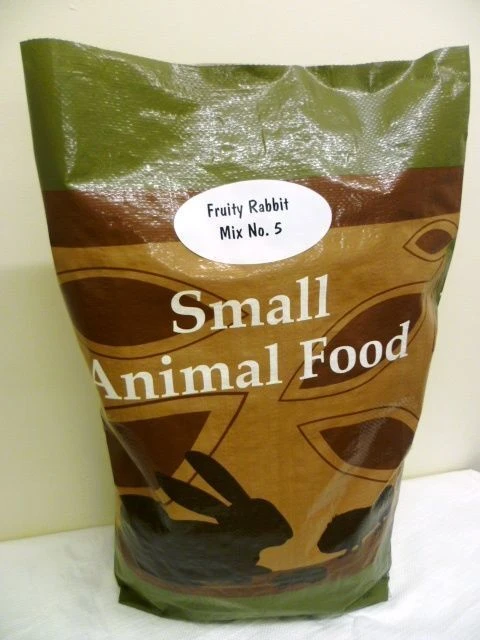 Fruity Rabbit
Mix No. 5
Small
Animal Food